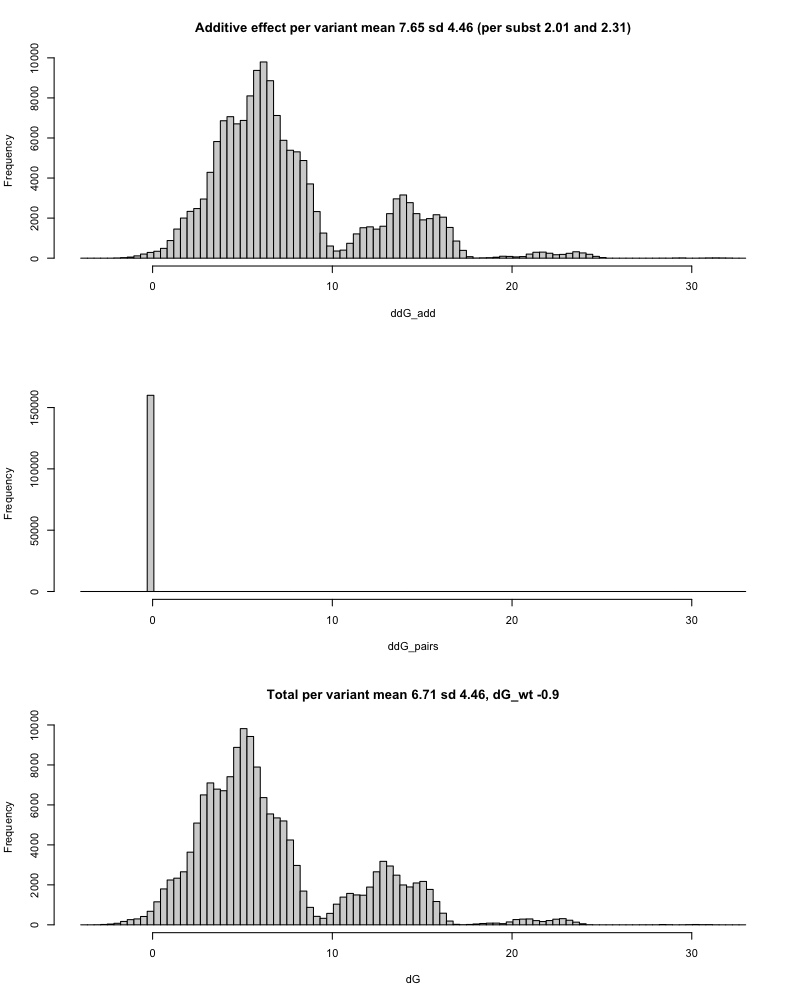 Additive effect per variant mean 7.65 sd 4.46 (per subst 2.01 and 2.31)
Frequency
0 2000 4000 6000 8000 10000
0 10 20 30
ddG_add
Frequency
0 50000 100000 150000
0 10 20 30
ddG_pairs
Total per variant mean 6.71 sd 4.46, dG_wt -0.9
Frequency
0 2000 4000 6000 8000 10000
0 10 20 30
dG